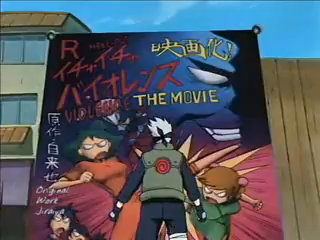 R
映画化!
イチャイチャ
バイオレンス
VIOLENCE THE MOVIE
原作・自来也
Original
Work
Jiraiya